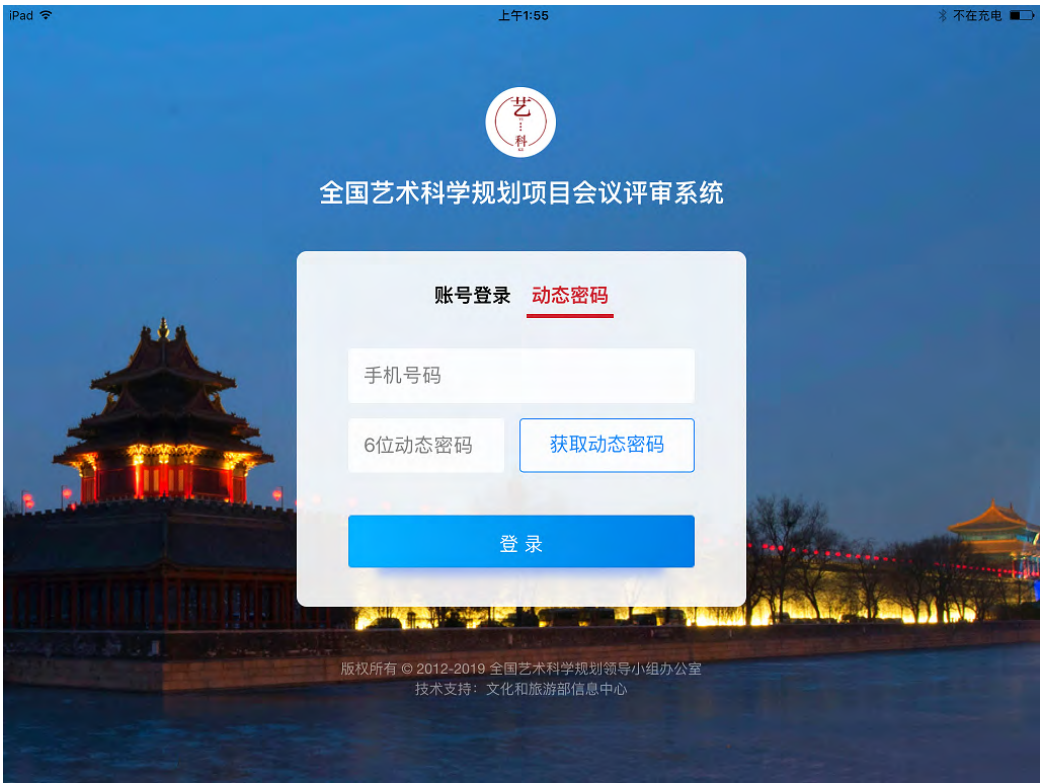 iPad 上午1:55 不在充电
艺
科
全国艺术科学规划项目会议评审系统
账号登录 动态密码
手机号码
6位动态密码 获取动态密码
登录
版权所有 © 2012-2019 全国艺术科学规划领导小组办公室
技术支持：文化和旅游部信息中心